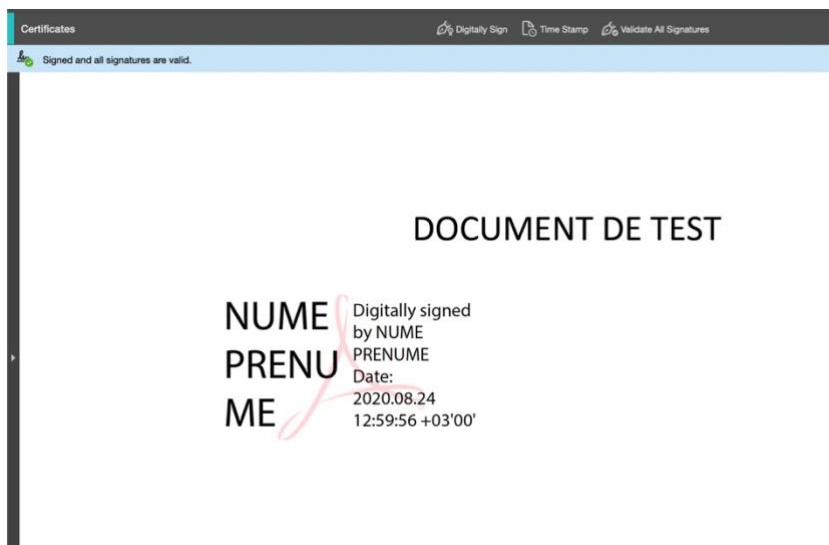 Certificates
Digitally Sign
Time Stamp
Validate All Signatures
Signed and all signatures are valid.
DOCUMENT DE TEST
NUME
PRENU
ME
Digitally signed
by NUME
PRENUME
Date:
2020.08.24
12:59:56 +03'00'